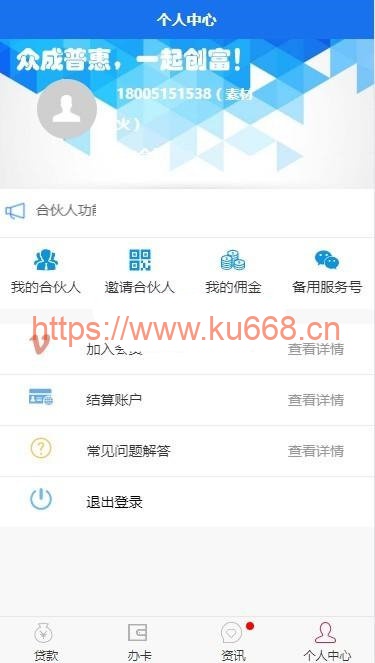 个人中心
众成普惠，一起创富！
18005151538（素材
火）
合伙人功能
我的合伙人 邀请合伙人 我的佣金 备用服务号
https://www.ku668.cn
加入会员 查看详情
结算账户 查看详情
常见问题解答 查看详情
退出登录
贷款 办卡 资讯 个人中心